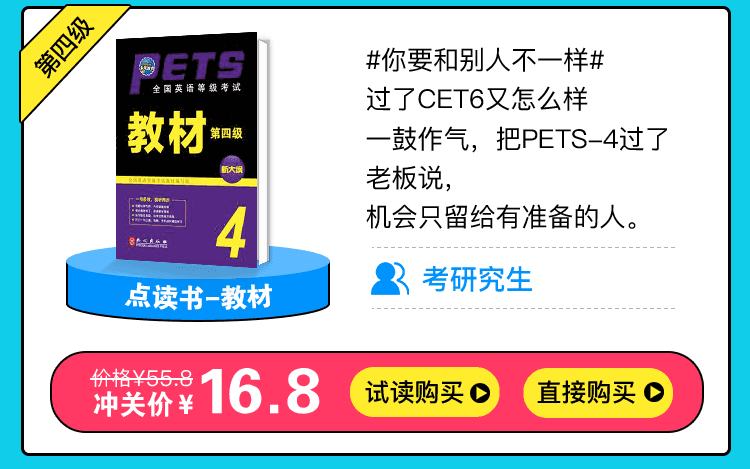 第四级
PETS
全国英语等级考试
教材 第四级
新大纲
4
点读书-教材
#你要和别人不一样#
过了CET6又怎么样
一鼓作气，把PETS-4过了
老板说，
机会只留给有准备的人。
考研究生
价格¥55.8
冲关价¥16.8
试读购买
直接购买